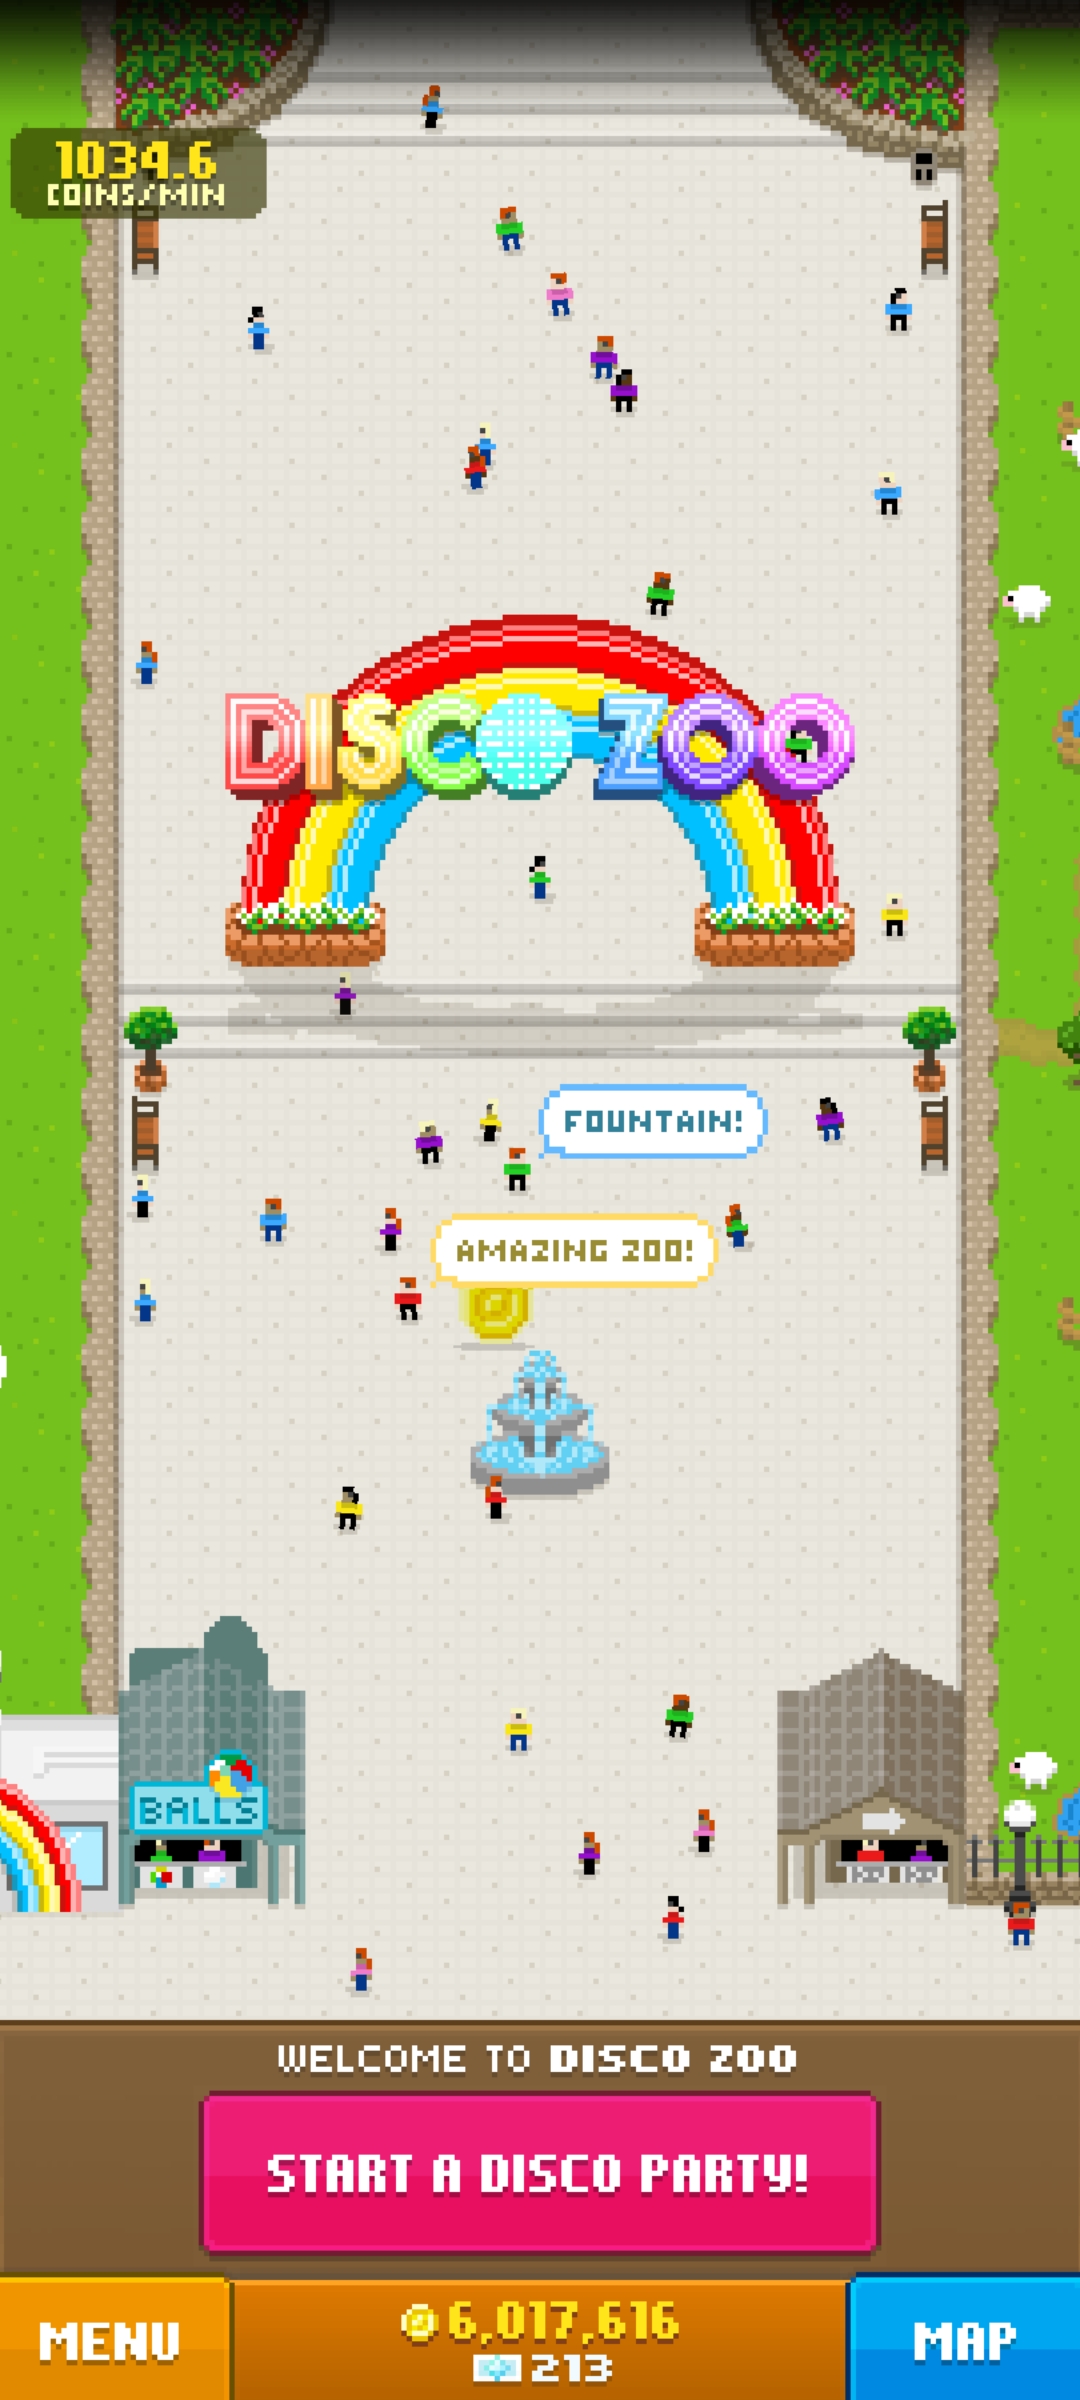 1034.6
COINS/MIN
DISCO ZOO
FOUNTAIN!
AMAZING ZOO!
BALLS
WELCOME TO DISCO ZOO
START A DISCO PARTY!
MENU
6,017,616
213
MAP